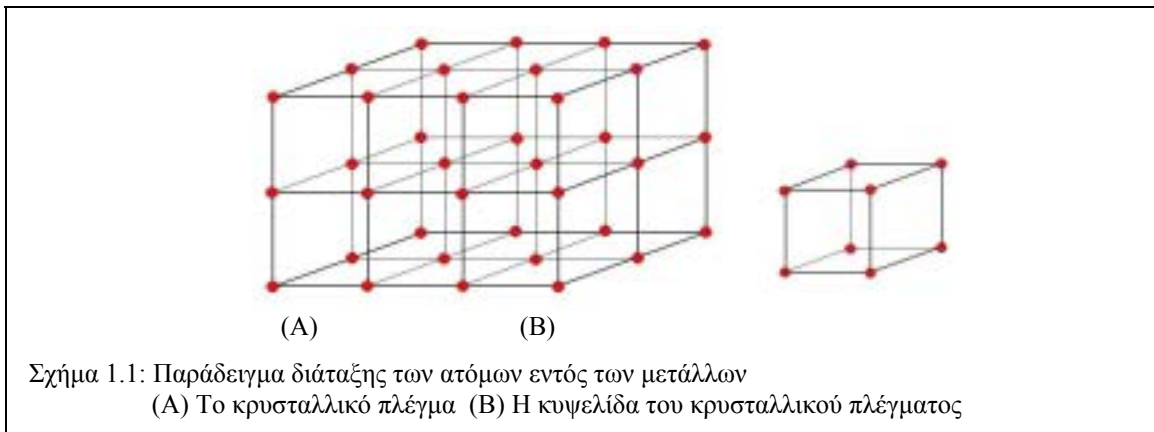 (Α) (Β)
Σχήμα 1.1: Παράδειγμα διάταξης των ατόμων εντός των μετάλλων
(Α) Το κρυσταλλικό πλέγμα (Β) Η κυψελίδα του κρυσταλλικού πλέγματος